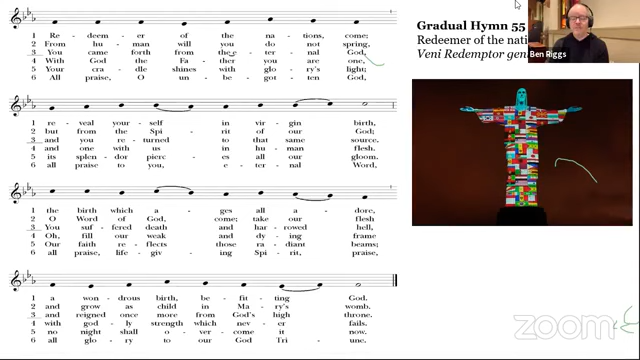 1 Re- deem- er of the na- tions, come;
2 From hu- man will you do not spring,
3 You came forth from the e- ter- nal God,
4 With God the Fa- ther you are one,
5 Your cra- dle shines with glo- ry's light;
6 All praise, O un- be- got- ten God,
1 re- veal your- self in vir- gin birth,
2 but from the Spi- rit of our God;
3 and you re- turned to that same source.
4 and one with us in hu- man flesh.
5 its splen- dor pierc- es all our gloom.
6 all praise to you, e- ter- nal Word,
1 the birth which a- ges all a- dore,
2 O Word of God, come; take our flesh
3 You suf- fered death and har- rowed hell,
4 Oh, fill our weak and dy- ing frame
5 Our faith re- flects those ra- diant beams;
6 all praise, life- giv- ing Spi- rit, praise,
1 a won- drous birth, be- fit- ting God.
2 and grow as child in Ma- ry's womb.
3 and reigned once more from God's high throne.
4 with god- ly strength which nev- er fails.
5 no night shall o- ver- come it now.
6 all glo- ry to our God Tri- une.
Gradual Hymn 55
Redeemer of the nati
Veni Redemptor gen
Ben Riggs
zoom